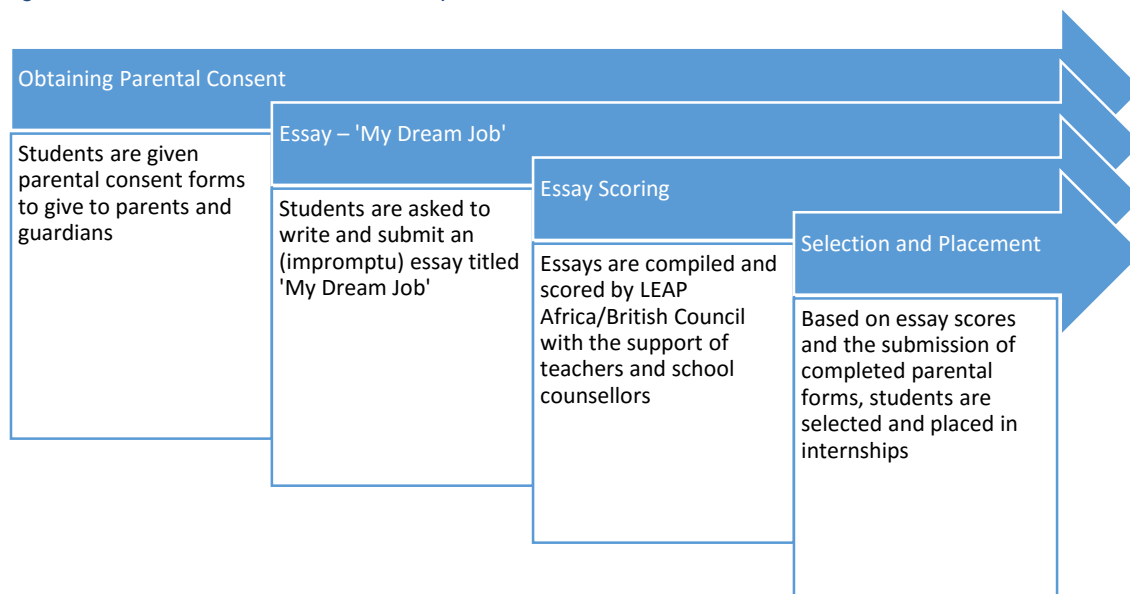 Obtaining Parental Consent
Students are given
parental consent forms
to give to parents and
guardians
Essay – 'My Dream Job'
Students are asked to
write and submit an
(impromptu) essay titled
'My Dream Job'
Essay Scoring
Essays are compiled and
scored by LEAP
Africa/British Council
with the support of
teachers and school
counsellors
Selection and Placement
Based on essay scores
and the submission of
completed parental
forms, students are
selected and placed in
internships